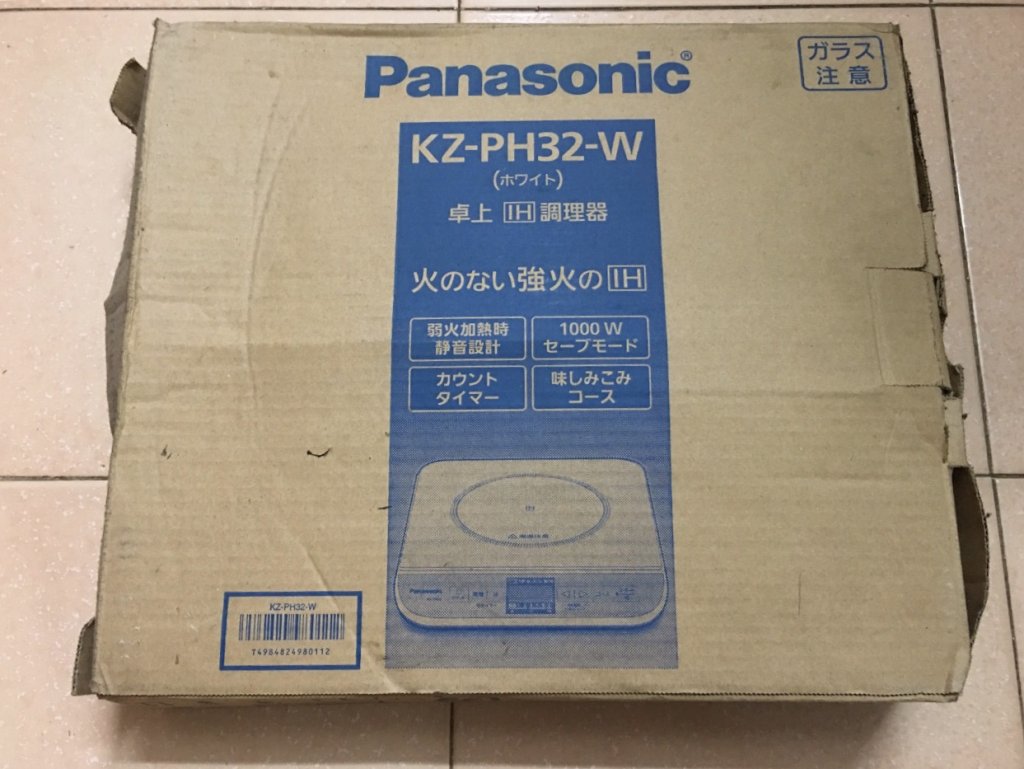 Panasonic®
ガラス
注意
KZ-PH32-W
(ホワイト)
卓上 IH 調理器
火のない強火の IH
弱火加熱時
静音設計
1000 W
セーブモード
カウント
タイマー
味しみこみ
コース
IH
Panasonic
KZ-PH32-W